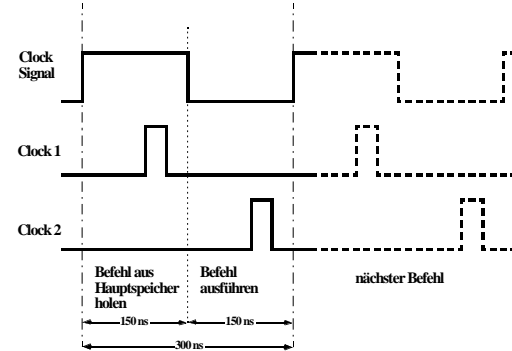 Clock
Signal
Clock 1
Clock 2
Befehl aus
Hauptspeicher
holen
Befehl
ausführen
nächster Befehl
150 ns
150 ns
300 ns